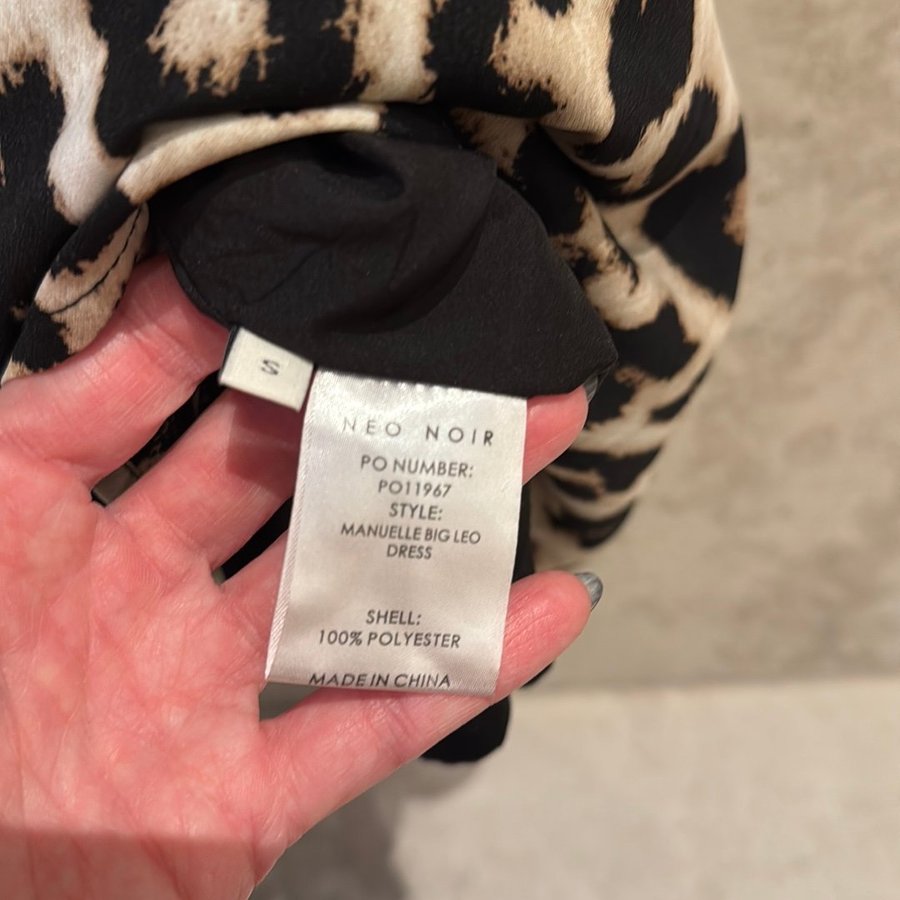 S
NEO NOIR
PO NUMBER:
PO11967
STYLE:
MANUELLE BIG LEO
DRESS
SHELL:
100% POLYESTER
MADE IN CHINA